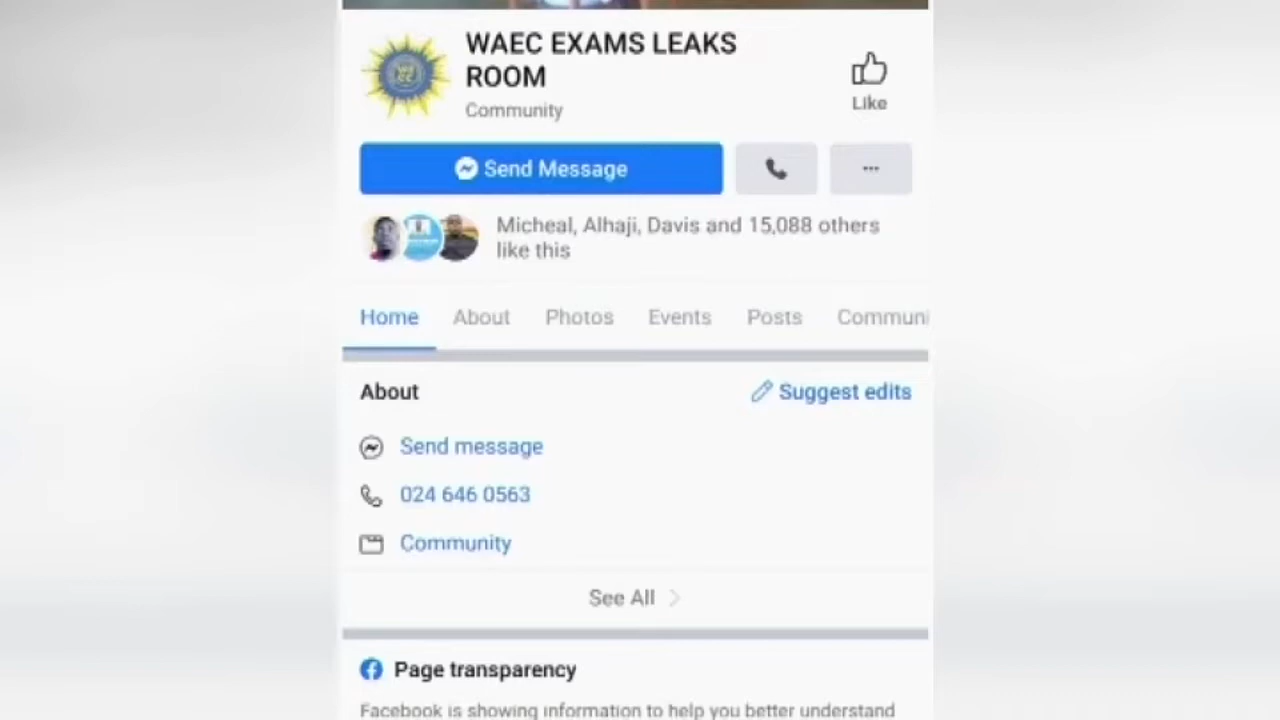 WAEC EXAMS LEAKS
ROOM
Community
Like
Send Message
Micheal, Alhaji, Davis and 15,088 others
like this
Home About Photos Events Posts Communi
About
Suggest edits
Send message
024 646 0563
Community
See All
Page transparency
Facebook is showing information to help you better understand